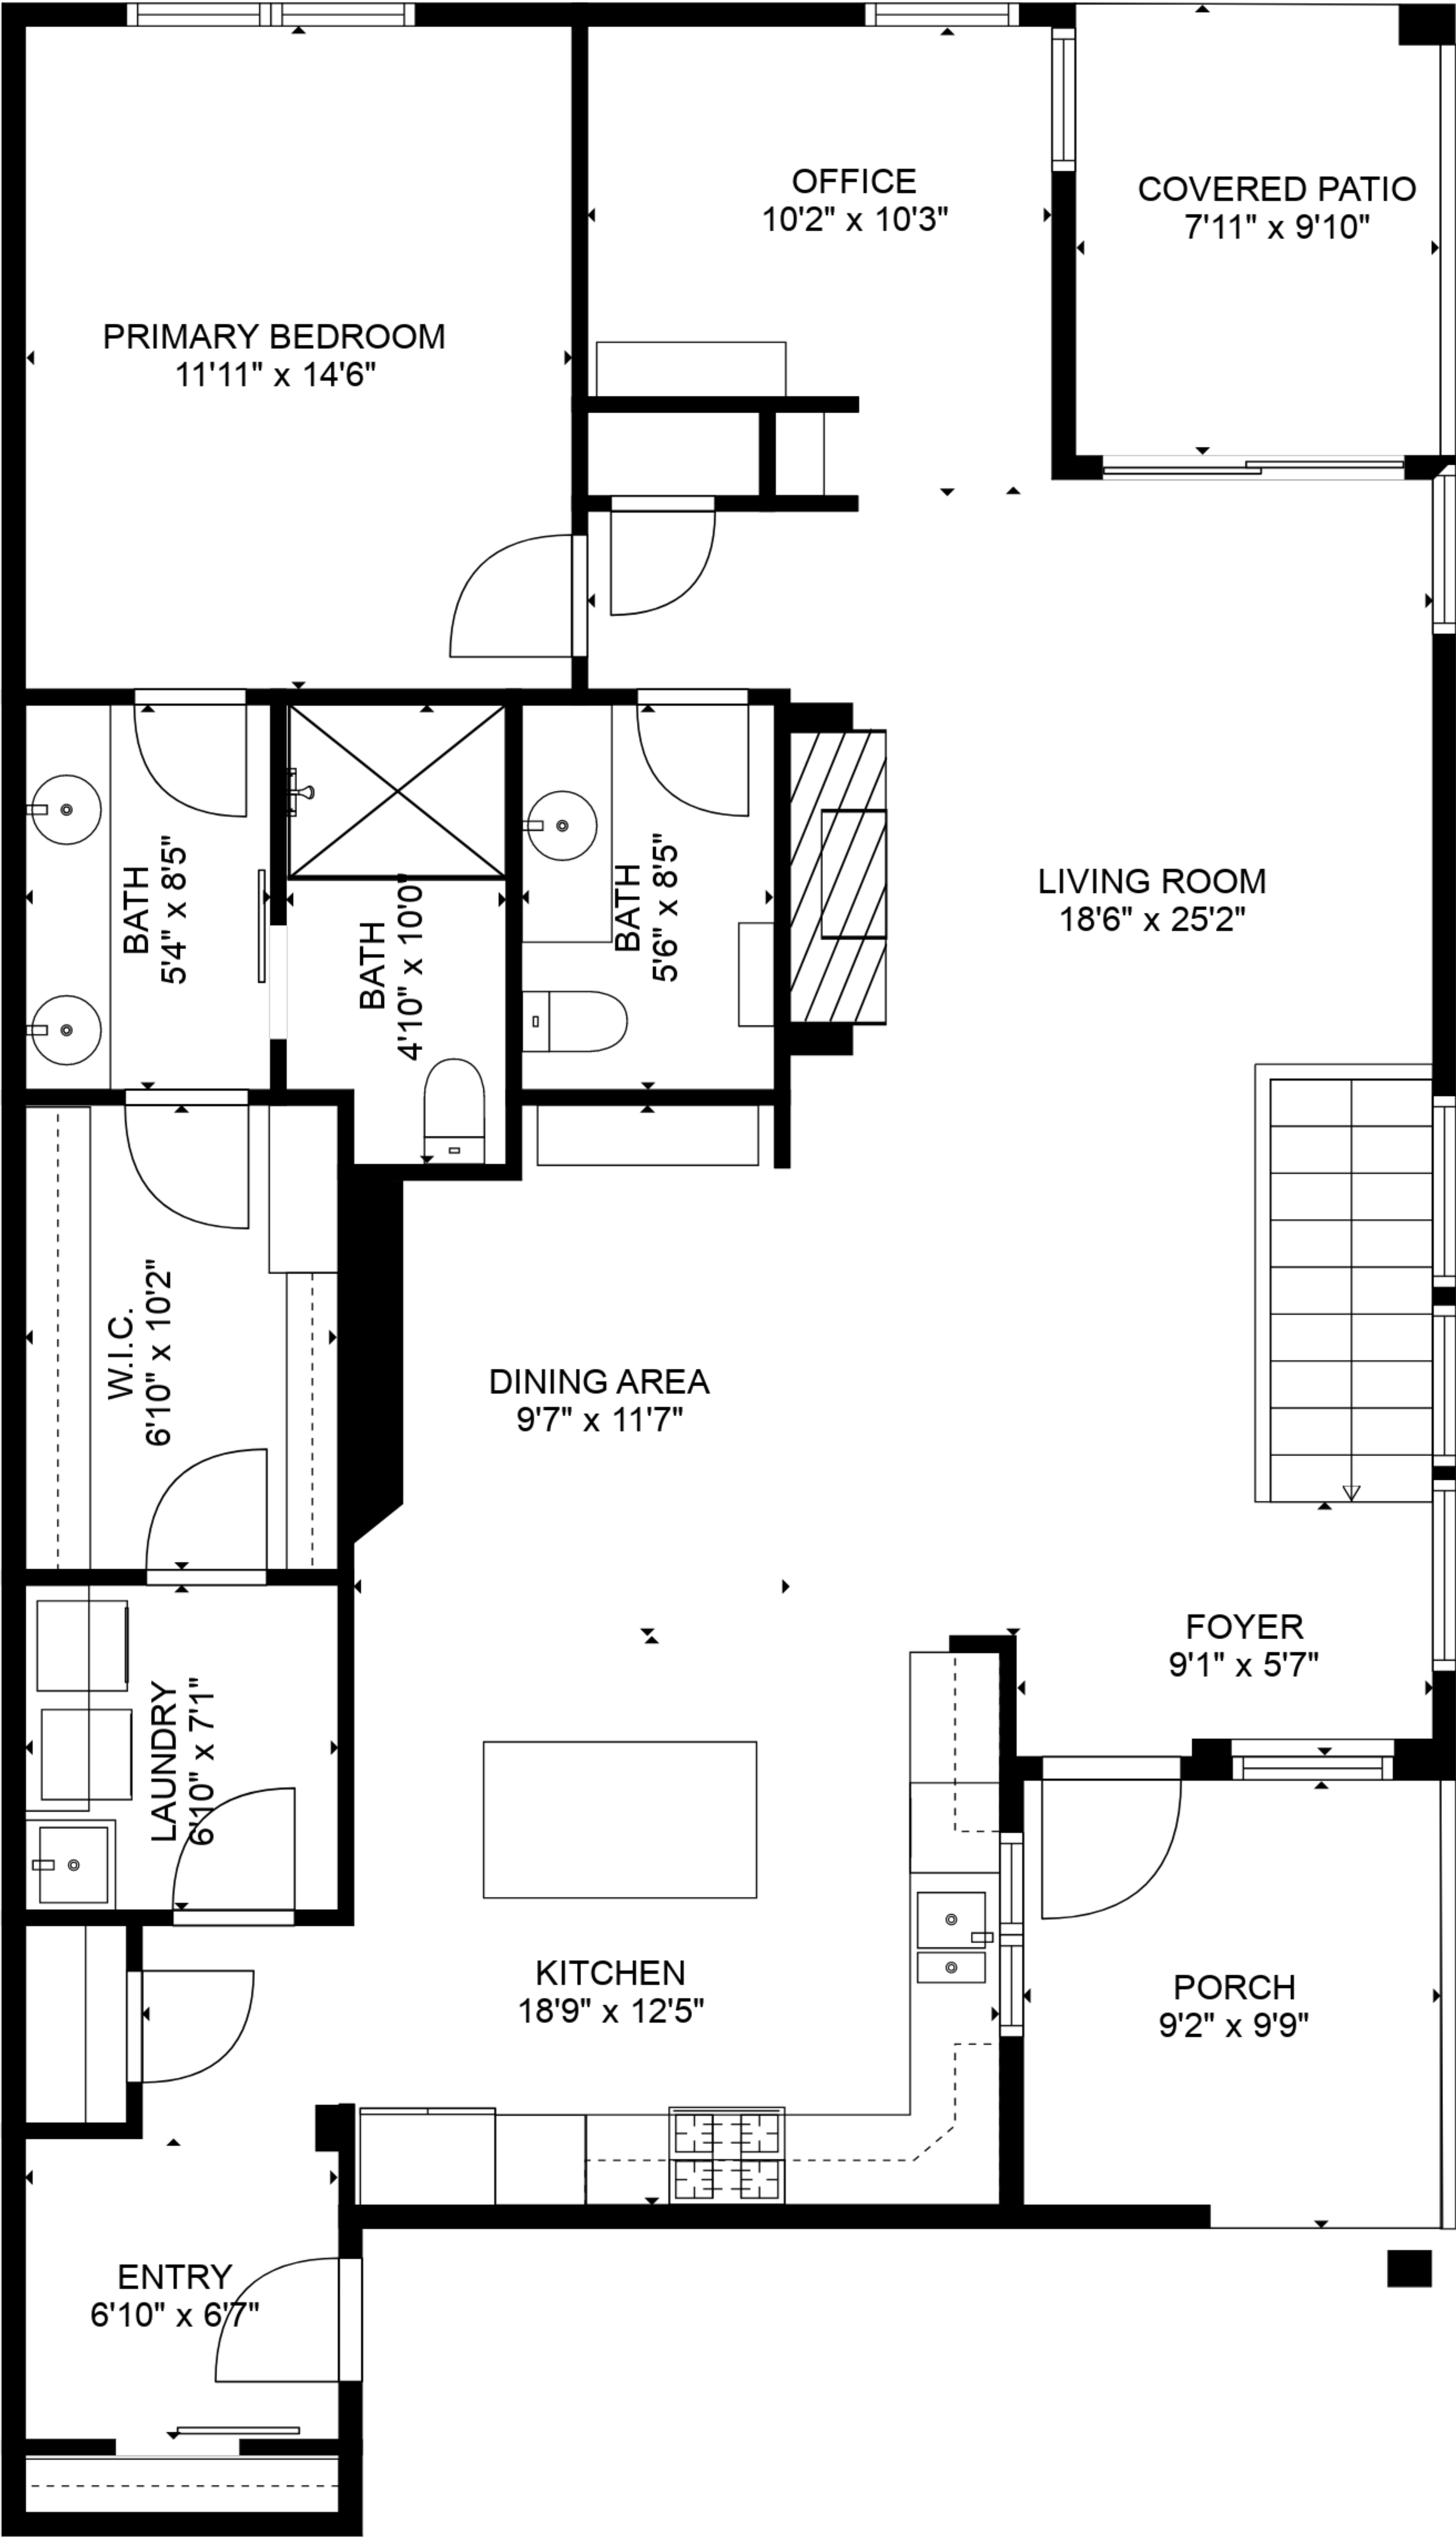 OFFICE
10'2" x 10'3"
COVERED PATIO
7'11" x 9'10"
PRIMARY BEDROOM
11'11" x 14'6"
BATH
5'4" x 8'5"
BATH
4'10" x 10'0"
BATH
5'6" x 8'5"
LIVING ROOM
18'6" x 25'2"
W.I.C.
6'10" x 10'2"
DINING AREA
9'7" x 11'7"
FOYER
9'1" x 5'7"
LAUNDRY
6'10" x 7'1"
KITCHEN
18'9" x 12'5"
PORCH
9'2" x 9'9"
ENTRY
6'10" x 6'7"